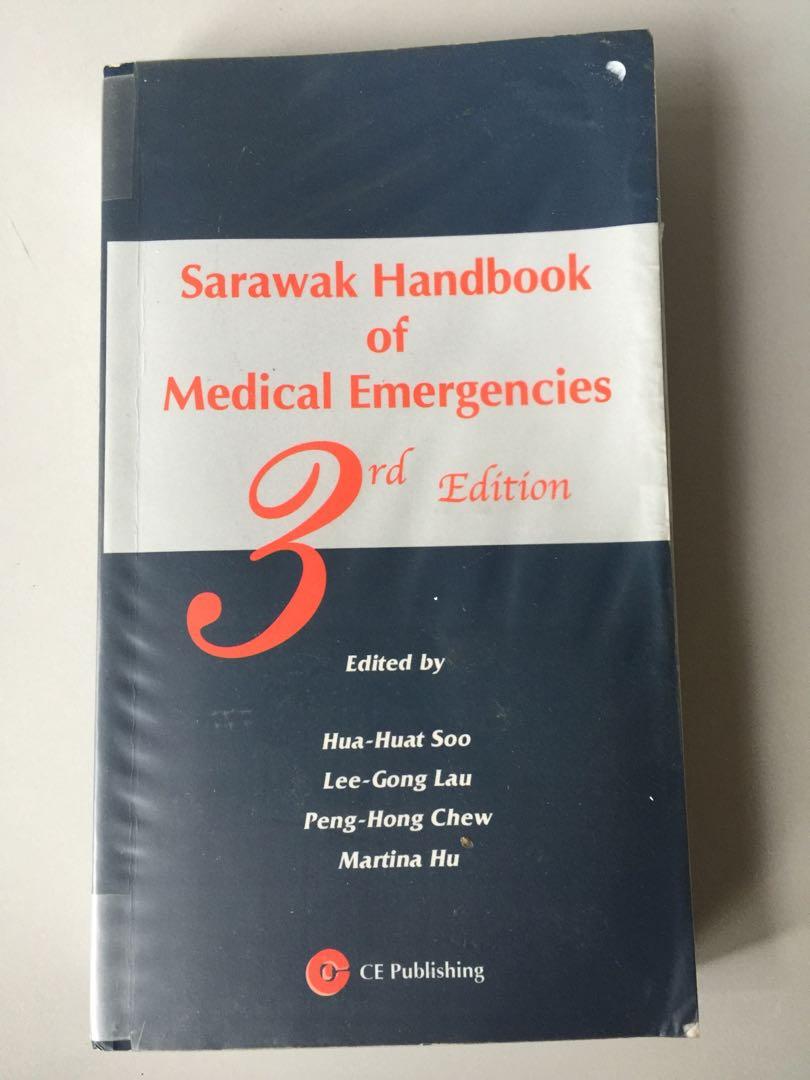 Sarawak Handbook
of
Medical Emergencies
3rd Edition
Edited by
Hua-Huat Soo
Lee-Gong Lau
Peng-Hong Chew
Martina Hu
CE Publishing